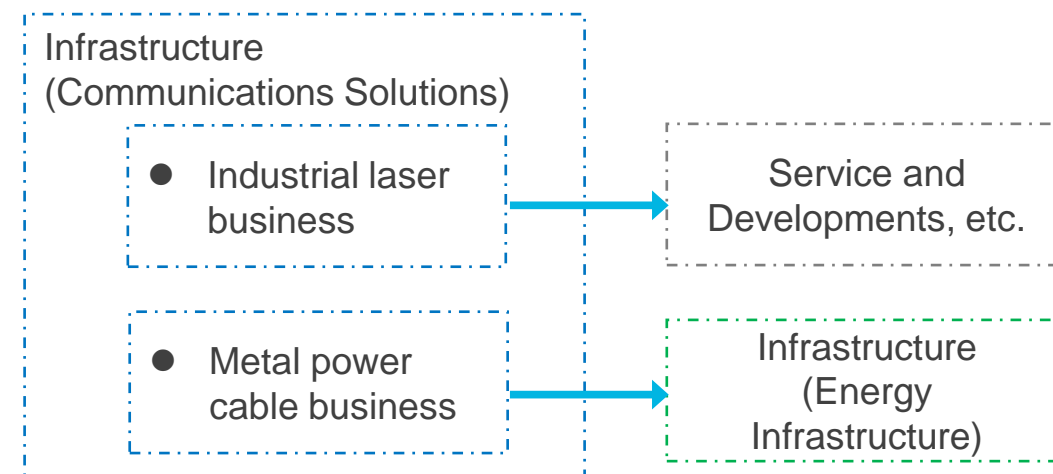 Infrastructure
(Communications Solutions)
● Industrial laser
business
Service and
Developments, etc.
● Metal power
cable business
Infrastructure
(Energy
Infrastructure)